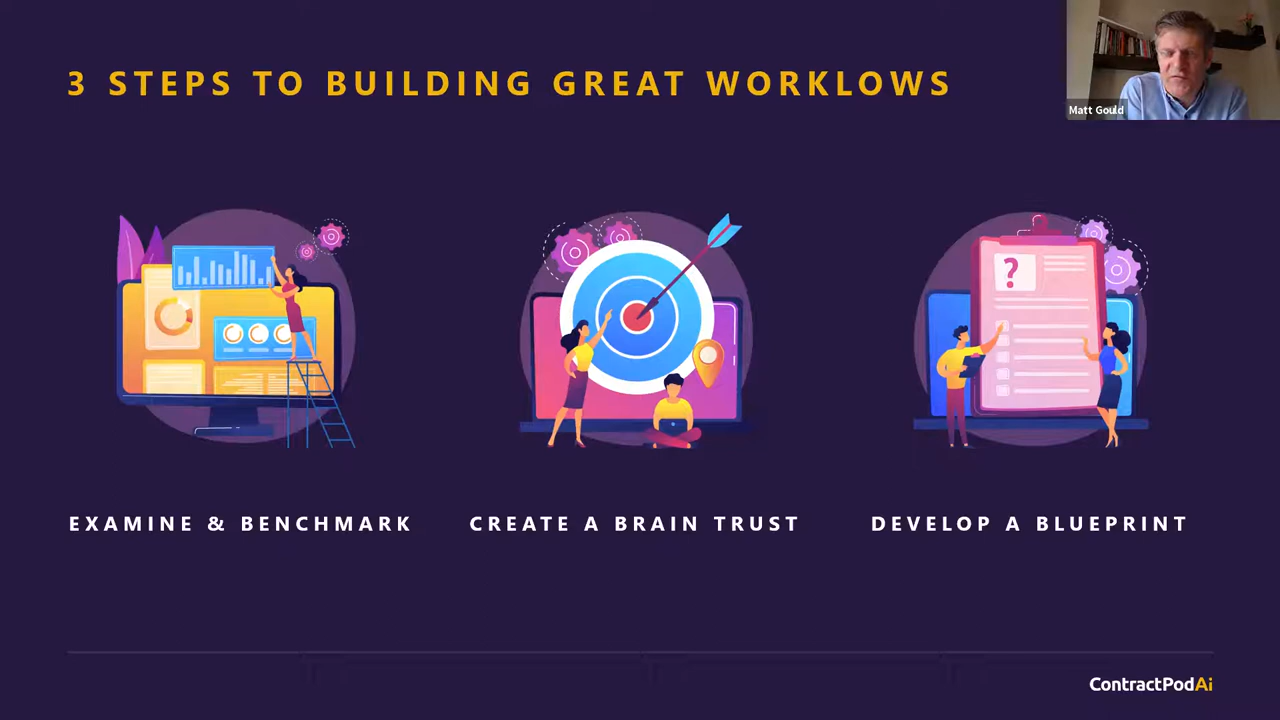 3 STEPS TO BUILDING GREAT WORKLOWS
Matt Gould
?
EXAMINE & BENCHMARK
CREATE A BRAIN TRUST
DEVELOP A BLUEPRINT
ContractPodAi